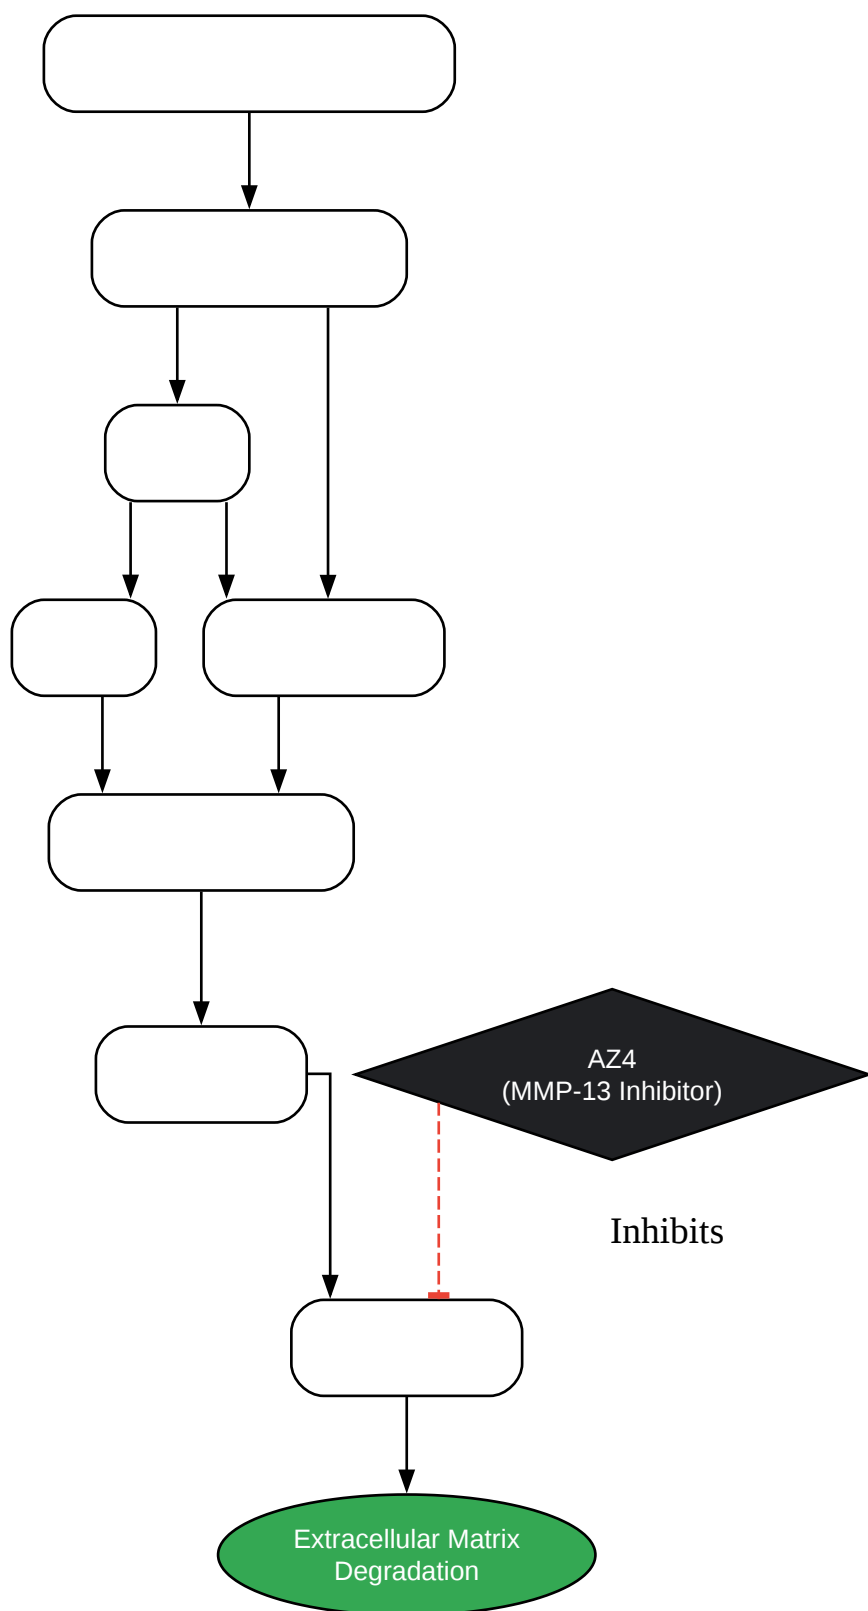 AZ4
(MMP-13 Inhibitor)
Inhibits
Extracellular Matrix
Degradation